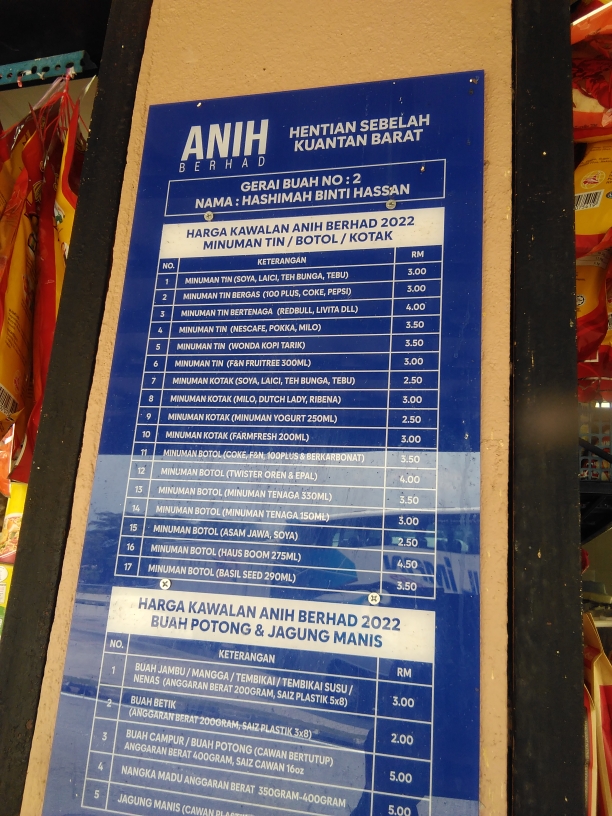 ANIH
BERHAD
HENTIAN SEBELAH
KUANTAN BARAT
GERAI BUAH NO : 2
NAMA : HASHIMAH BINTI HASSAN
HARGA KAWALAN ANIH BERHAD 2022
MINUMAN TIN / BOTOL / KOTAK
NO. KETERANGAN RM
1 MINUMAN TIN (SOYA, LAICI, TEH BUNGA, TEBU) 3.00
2 MINUMAN TIN BERGAS (100 PLUS, COKE, PEPSI) 3.00
3 MINUMAN TIN BERTENAGA (REDBULL, LIVITA DLL) 4.00
4 MINUMAN TIN (NESCAFE, POKKA, MILO) 3.50
5 MINUMAN TIN (WONDA KOPI TARIK) 3.50
6 MINUMAN TIN (F&N FRUITREE 300ML) 3.00
7 MINUMAN KOTAK (SOYA, LAICI, TEH BUNGA, TEBU) 2.50
8 MINUMAN KOTAK (MILO, DUTCH LADY, RIBENA) 3.00
9 MINUMAN KOTAK (MINUMAN YOGURT 250ML) 2.50
10 MINUMAN KOTAK (FARMFRESH 200ML) 3.00
11 MINUMAN BOTOL (COKE, F&N, 100PLUS & BERKARBONAT) 3.50
12 MINUMAN BOTOL (TWISTER OREN & EPAL) 4.00
13 MINUMAN BOTOL (MINUMAN TENAGA 330ML) 3.50
14 MINUMAN BOTOL (MINUMAN TENAGA 150ML) 3.00
15 MINUMAN BOTOL (ASAM JAWA, SOYA) 2.50
16 MINUMAN BOTOL (HAUS BOOM 275ML) 4.50
17 MINUMAN BOTOL (BASIL SEED 290ML) 3.50
HARGA KAWALAN ANIH BERHAD 2022
BUAH POTONG & JAGUNG MANIS
NO. KETERANGAN RM
1 BUAH JAMBU / MANGGA / TEMBIKAI / TEMBIKAI SUSU /
NENAS (ANGGARAN BERAT 200GRAM, SAIZ PLASTIK 5x8) 3.00
2 BUAH BETIK
(ANGGARAN BERAT 200GRAM, SAIZ PLASTIK 3x8) 2.00
3 BUAH CAMPUR / BUAH POTONG (CAWAN BERTUTUP)
ANGGARAN BERAT 400GRAM, SAIZ CAWAN 16oz 5.00
4 NANGKA MADU ANGGARAN BERAT 350GRAM-400GRAM 5.00
5 JAGUNG MANIS (CAWAN